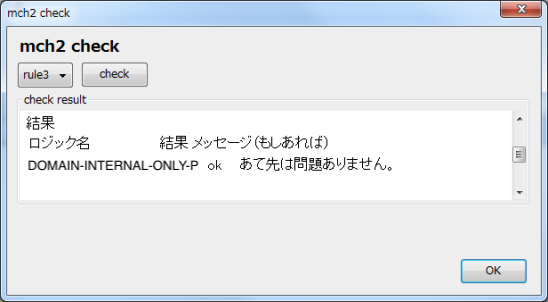 mch2 check
mch2 check
rule3 check
check result
結果
ロジック名 結果 メッセージ(もしあれば)
DOMAIN-INTERNAL-ONLY-P ok あて先は問題ありません。
OK